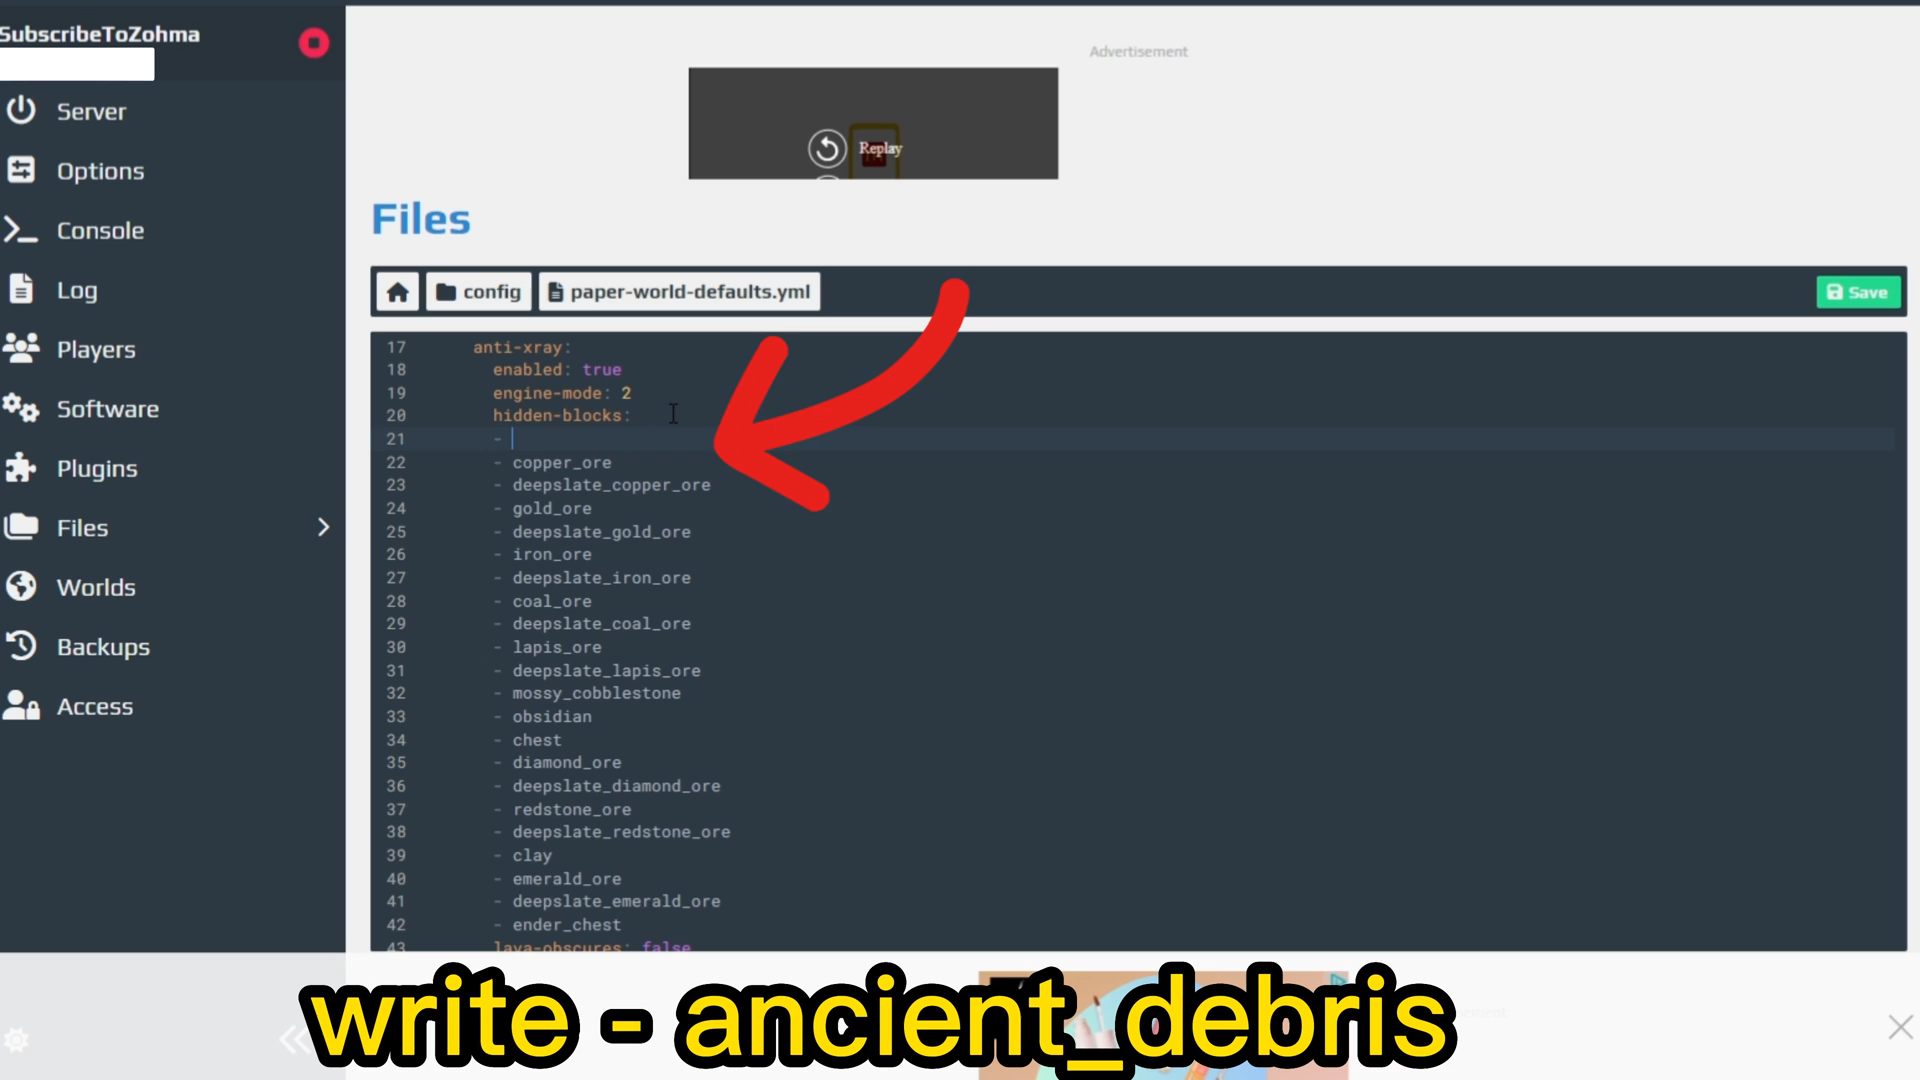 SubscribeToZohma
Server
Options
Console
Log
Players
Software
Plugins
Files
Worlds
Backups
Access
Advertisement
Replay
Files
config
paper-world-defaults.yml
Save
17 anti-xray:
18 enabled: true
19 engine-mode: 2
20 hidden-blocks:
21 -
22 - copper_ore
23 - deepslate_copper_ore
24 - gold_ore
25 - deepslate_gold_ore
26 - iron_ore
27 - deepslate_iron_ore
28 - coal_ore
29 - deepslate_coal_ore
30 - lapis_ore
31 - deepslate_lapis_ore
32 - mossy_cobblestone
33 - obsidian
34 - chest
35 - diamond_ore
36 - deepslate_diamond_ore
37 - redstone_ore
38 - deepslate_redstone_ore
39 - clay
40 - emerald_ore
41 - deepslate_emerald_ore
42 - ender_chest
43 lava-obscures: false
write - ancient_debris